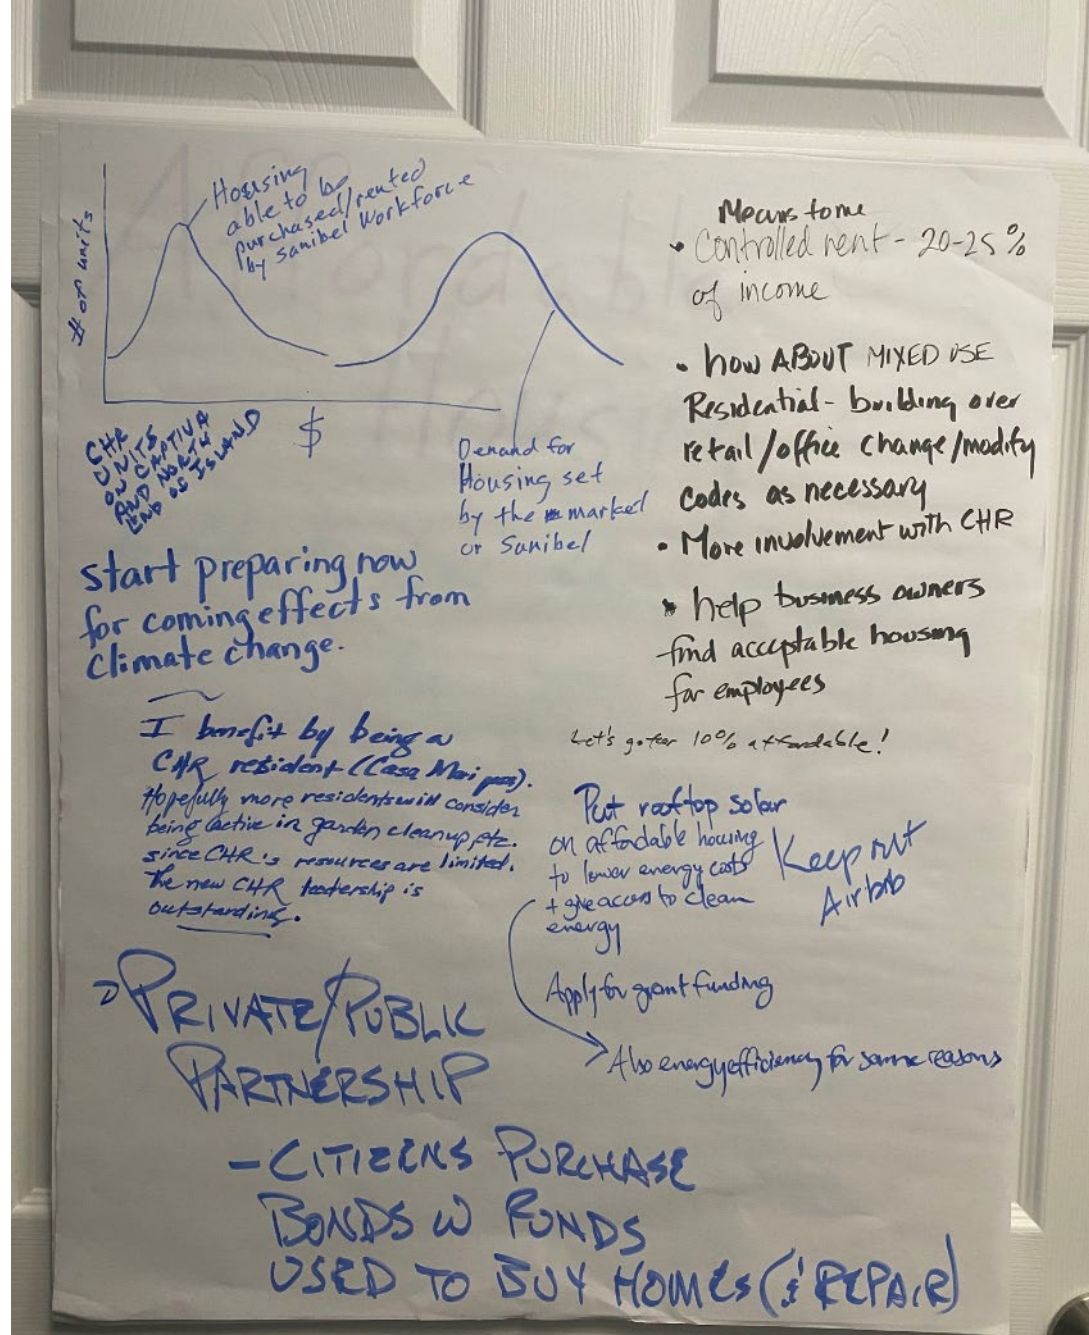 Housing
able to be
purchased/rented
by Sanibel Workforce
# of units
$
CHR
UNITS
ON CAPTIVA
AND NORTH
END OF ISLAND
Demand for
Housing set
by the market
or Sanibel
start preparing now
for coming effects from
climate change.
I benefit by being a
CHR resident (Casa Mariposa).
Hopefully more residents will consider
being active in garden cleanup, etc.
since CHR's resources are limited.
The new CHR leadership is
outstanding.
Means to me
• Controlled rent - 20-25%
of income
• how ABOUT MIXED USE
Residential - building over
retail/office change/modify
codes as necessary
• More involvement with CHR
• help business owners
find acceptable housing
for employees
Let's go for 10% affordable!
Put rooftop solar
on affordable housing
to lower energy costs
+ give access to clean
energy
Keep out
Airbnb
Apply for grant funding
Also energy efficiency for same reasons
PRIVATE/PUBLIC
PARTNERSHIP
- CITIZENS PURCHASE
BONDS W FUNDS
USED TO BUY HOMES (& REPAIR)